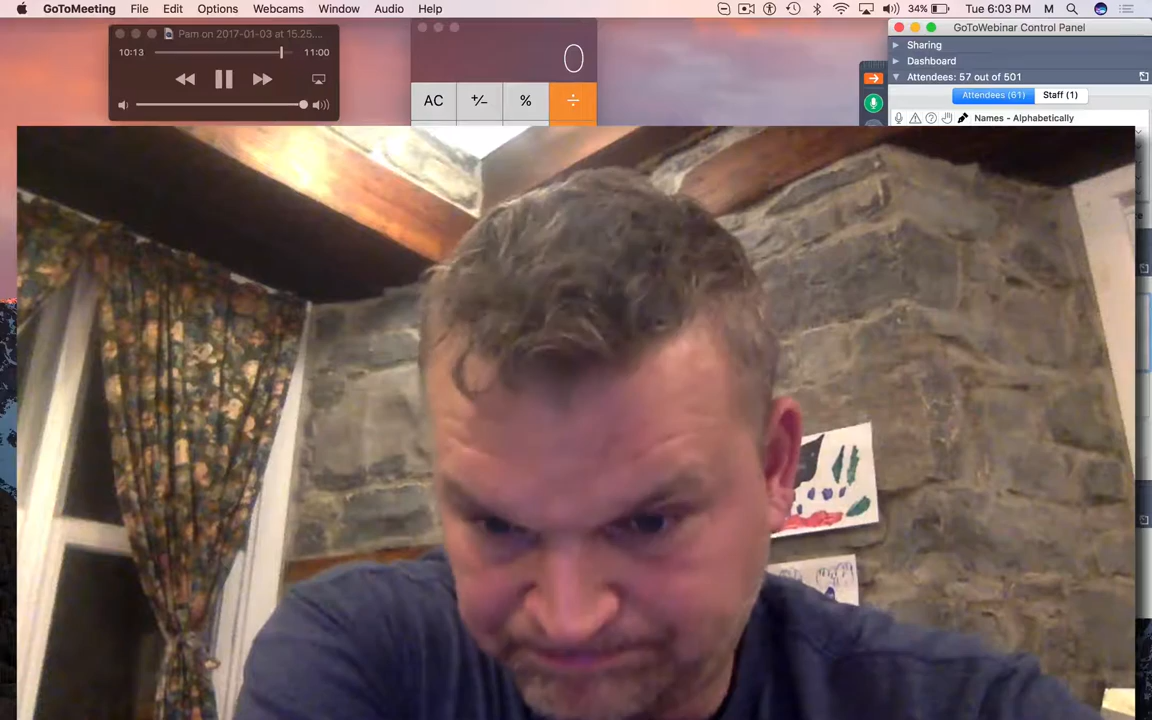 GoToMeeting File Edit Options Webcams Window Audio Help 34% Tue 6:03 PM M
Pam on 2017-01-03 at 15.25....
10:13 11:00
0
AC +/- % ÷
GoToWebinar Control Panel
Sharing
Dashboard
Attendees: 57 out of 501
Attendees (61) Staff (1)
Names - Alphabetically